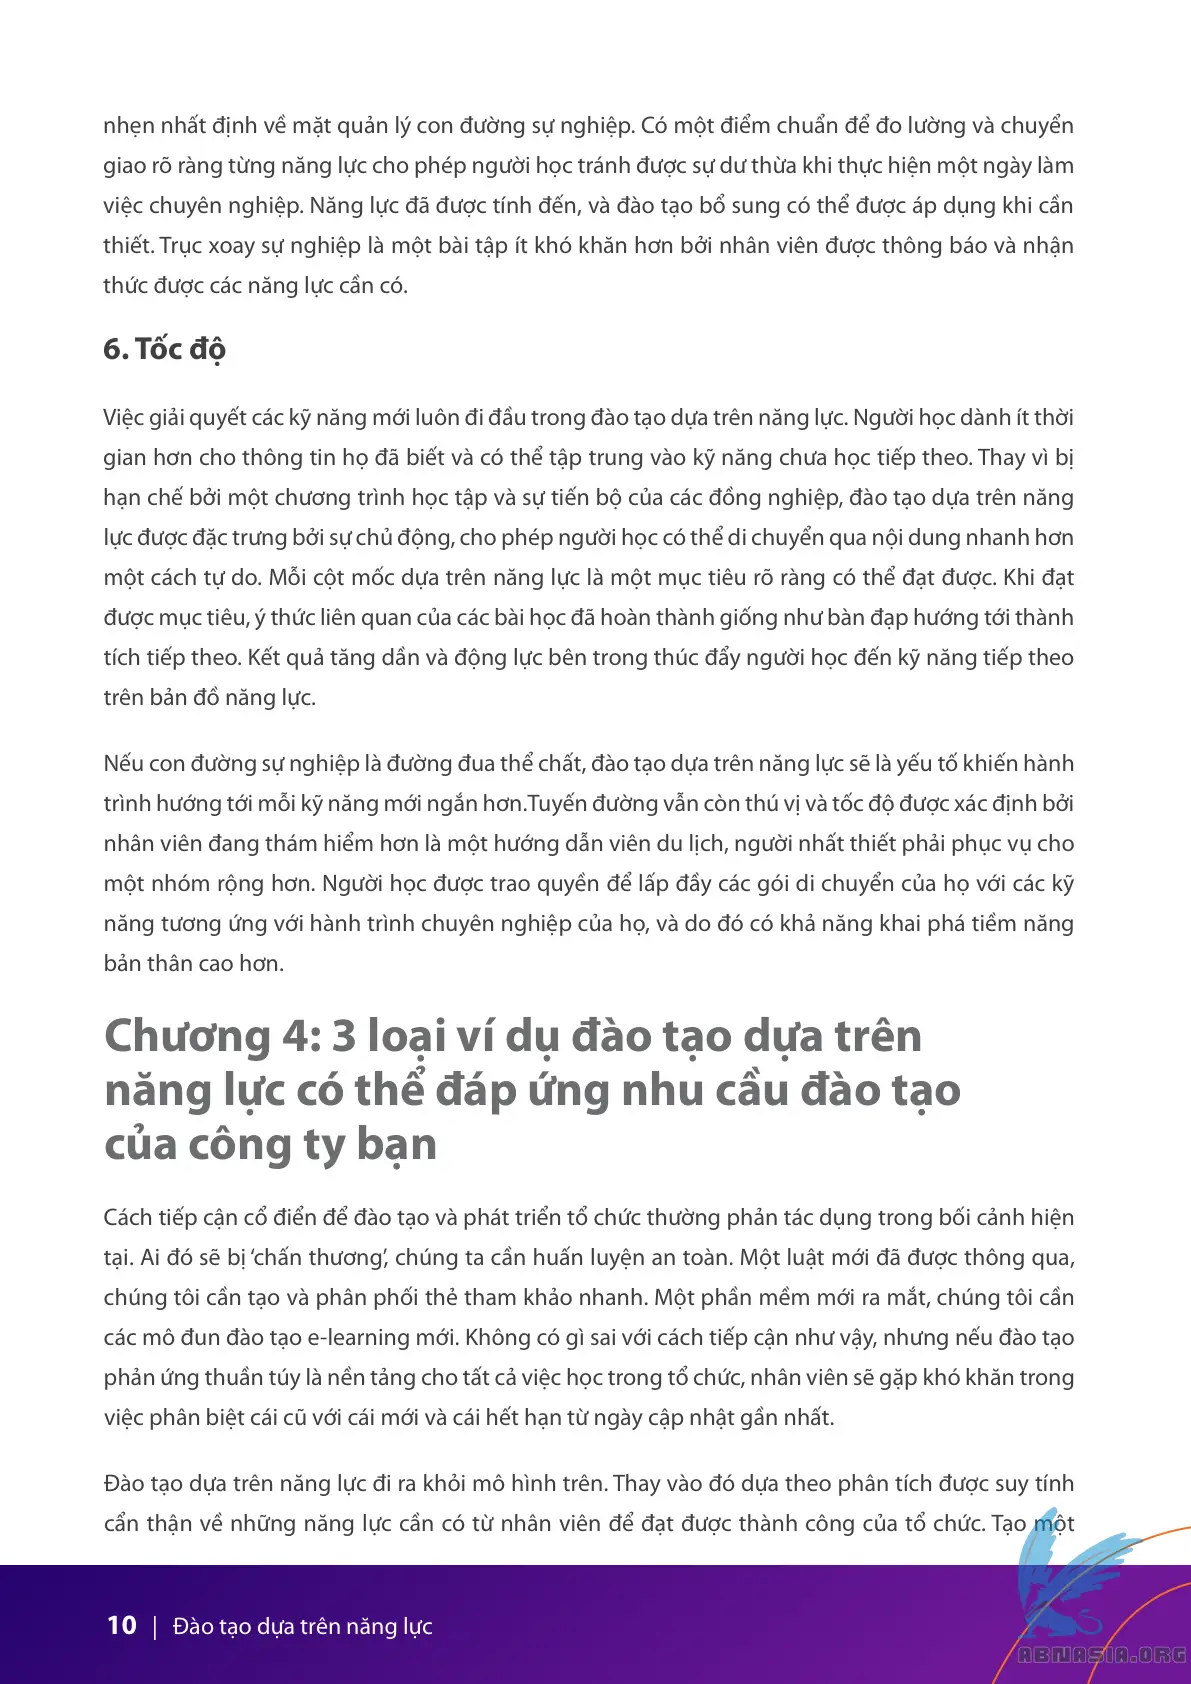 nhẹn nhất định về mặt quản lý con đường sự nghiệp. Có một điểm chuẩn để đo lường và chuyển
giao rõ ràng từng năng lực cho phép người học tránh được sự dư thừa khi thực hiện một ngày làm
việc chuyên nghiệp. Năng lực đã được tính đến, và đào tạo bổ sung có thể được áp dụng khi cần
thiết. Trục xoay sự nghiệp là một bài tập ít khó khăn hơn bởi nhân viên được thông báo và nhận
thức được các năng lực cần có.
6. Tốc độ
Việc giải quyết các kỹ năng mới luôn đi đầu trong đào tạo dựa trên năng lực. Người học dành ít thời
gian hơn cho thông tin họ đã biết và có thể tập trung vào kỹ năng chưa học tiếp theo. Thay vì bị
hạn chế bởi một chương trình học tập và sự tiến bộ của các đồng nghiệp, đào tạo dựa trên năng
lực được đặc trưng bởi sự chủ động, cho phép người học có thể di chuyển qua nội dung nhanh hơn
một cách tự do. Mỗi cột mốc dựa trên năng lực là một mục tiêu rõ ràng có thể đạt được. Khi đạt
được mục tiêu, ý thức liên quan của các bài học đã hoàn thành giống như bàn đạp hướng tới thành
tích tiếp theo. Kết quả tăng dần và động lực bên trong thúc đẩy người học đến kỹ năng tiếp theo
trên bản đồ năng lực.
Nếu con đường sự nghiệp là đường đua thể chất, đào tạo dựa trên năng lực sẽ là yếu tố khiến hành
trình hướng tới mỗi kỹ năng mới ngắn hơn.Tuyến đường vẫn còn thú vị và tốc độ được xác định bởi
nhân viên đang thám hiểm hơn là một hướng dẫn viên du lịch, người nhất thiết phải phục vụ cho
một nhóm rộng hơn. Người học được trao quyền để lấp đầy các gói di chuyển của họ với các kỹ
năng tương ứng với hành trình chuyên nghiệp của họ, và do đó có khả năng khai phá tiềm năng
bản thân cao hơn.
Chương 4: 3 loại ví dụ đào tạo dựa trên
năng lực có thể đáp ứng nhu cầu đào tạo
của công ty bạn
Cách tiếp cận cổ điển để đào tạo và phát triển tổ chức thường phản tác dụng trong bối cảnh hiện
tại. Ai đó sẽ bị ‘chấn thương’, chúng ta cần huấn luyện an toàn. Một luật mới đã được thông qua,
chúng tôi cần tạo và phân phối thẻ tham khảo nhanh. Một phần mềm mới ra mắt, chúng tôi cần
các mô đun đào tạo e-learning mới. Không có gì sai với cách tiếp cận như vậy, nhưng nếu đào tạo
phản ứng thuần túy là nền tảng cho tất cả việc học trong tổ chức, nhân viên sẽ gặp khó khăn trong
việc phân biệt cái cũ với cái mới và cái hết hạn từ ngày cập nhật gần nhất.
Đào tạo dựa trên năng lực đi ra khỏi mô hình trên. Thay vào đó dựa theo phân tích được suy tính
cẩn thận về những năng lực cần có từ nhân viên để đạt được thành công của tổ chức. Tạo một
10 | Đào tạo dựa trên năng lực
ABNASIA.ORG